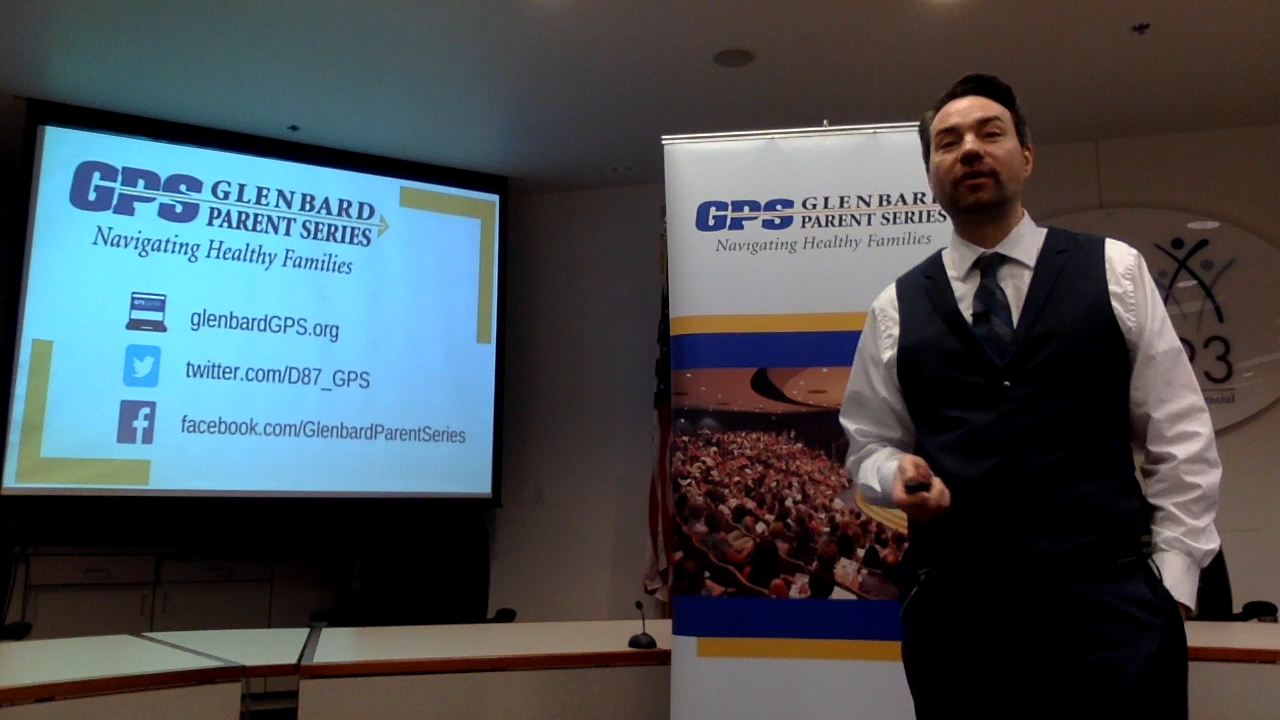 GPS GLENBARD
PARENT SERIES
Navigating Healthy Families
glenbardGPS.org
twitter.com/D87_GPS
facebook.com/GlenbardParentSeries
GPS GLENBARD
PARENT SERIES
Navigating Healthy Families